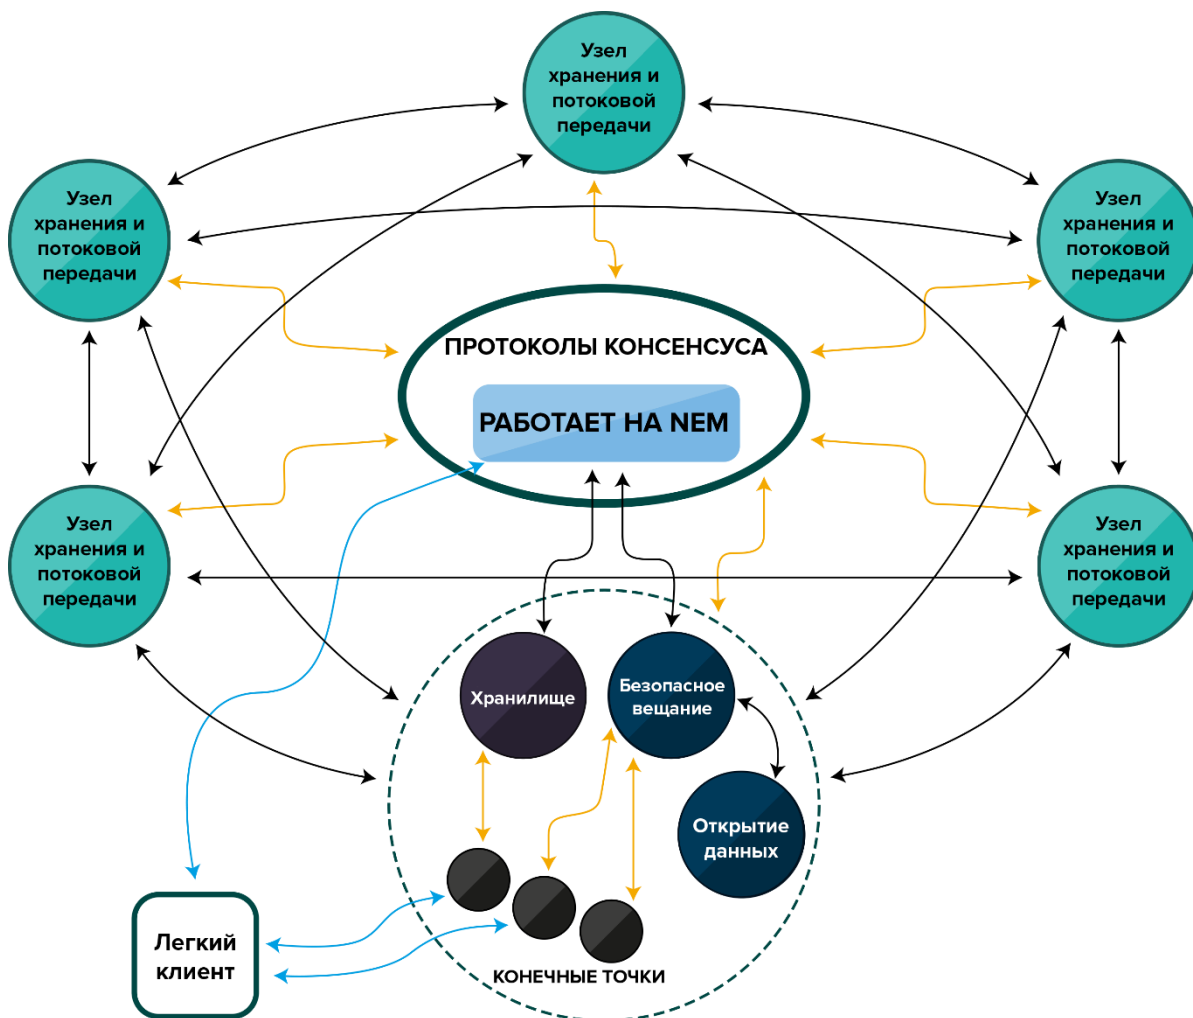 Узел
хранения и
потоковой
передачи
Узел
хранения и
потоковой
передачи
Узел
хранения и
потоковой
передачи
ПРОТОКОЛЫ КОНСЕНСУСА
РАБОТАЕТ НА NEM
Узел
хранения и
потоковой
передачи
Узел
хранения и
потоковой
передачи
Хранилище
Безопасное
вещание
Открытие
данных
Легкий
клиент
КОНЕЧНЫЕ ТОЧКИ